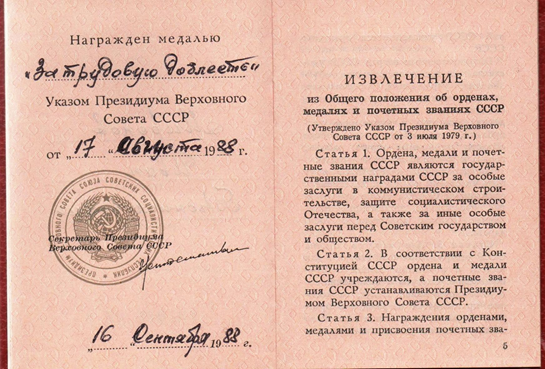 Награжден медалью
„За трудовую доблесть“
Указом Президиума Верховного
Совета СССР
от „17“ августа 1988 г.
Секретарь Президиума
Верховного Совета СССР
„16“ Сентября 1988 г.
ИЗВЛЕЧЕНИЕ
из Общего положения об орденах,
медалях и почетных званиях СССР
(Утверждено Указом Президиума Верховного
Совета СССР от 3 июля 1979 г.)
Статья 1. Ордена, медали и почет-
ные звания СССР являются государ-
ственными наградами СССР за особые
заслуги в коммунистическом строи-
тельстве, защите социалистического
Отечества, а также за иные особые
заслуги перед Советским государством
и обществом.
Статья 2. В соответствии с Кон-
ституцией СССР ордена и медали
СССР учреждаются, а почетные зва-
ния СССР устанавливаются Президиу-
мом Верховного Совета СССР.
Статья 3. Награждения орденами,
медалями и присвоения почетных зва-
5